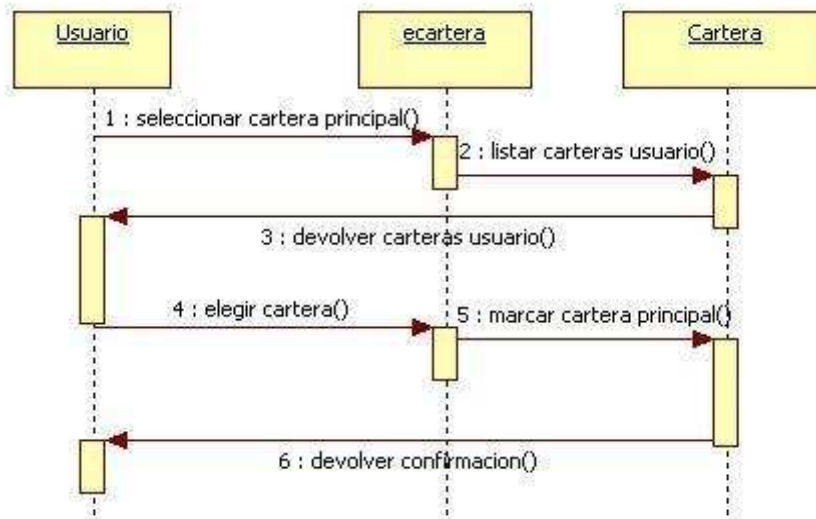 Usuario
ecartera
Cartera
1 : seleccionar cartera principal()
2 : listar carteras usuario()
3 : devolver carteras usuario()
4 : elegir cartera()
5 : marcar cartera principal()
6 : devolver confirmacion()